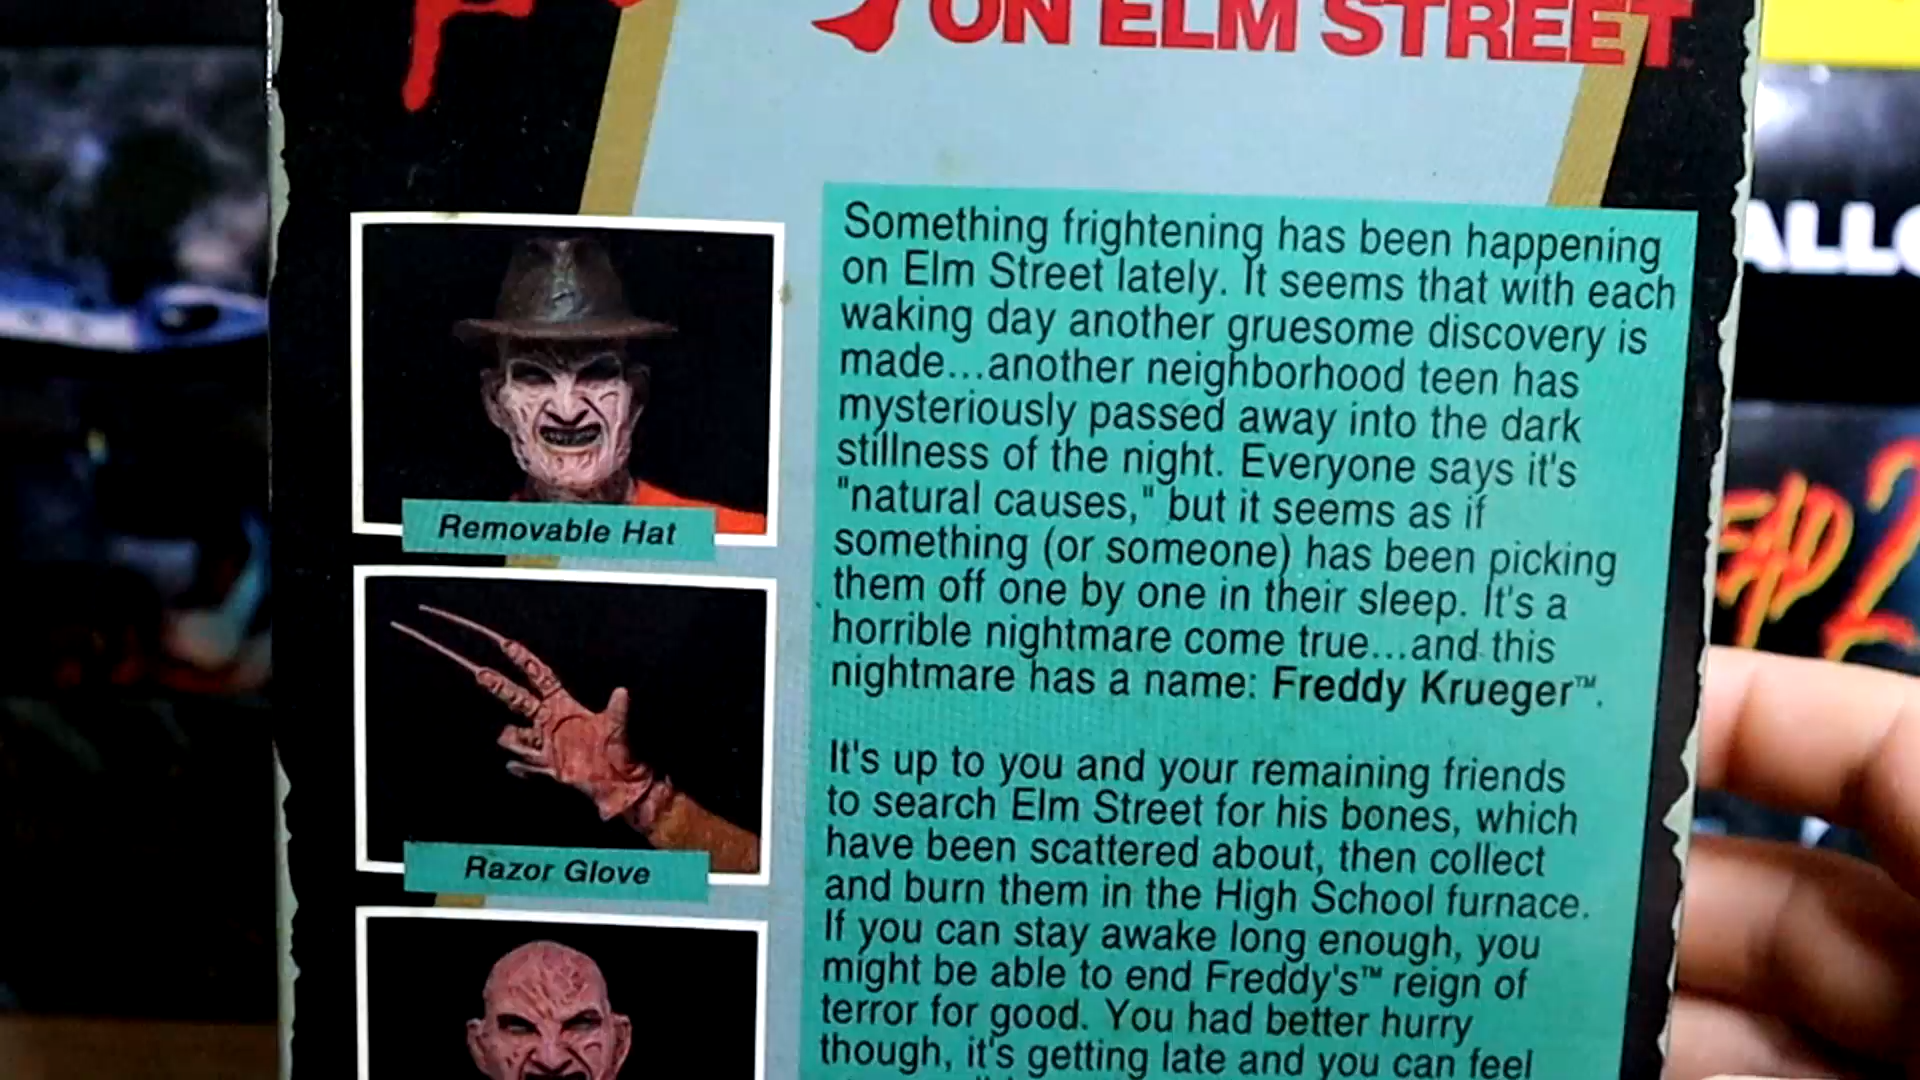 ON ELM STREET
Something frightening has been happening
on Elm Street lately. It seems that with each
waking day another gruesome discovery is
made...another neighborhood teen has
mysteriously passed away into the dark
stillness of the night. Everyone says it's
"natural causes," but it seems as if
something (or someone) has been picking
them off one by one in their sleep. It's a
horrible nightmare come true...and this
nightmare has a name: Freddy Krueger™.
It's up to you and your remaining friends
to search Elm Street for his bones, which
have been scattered about, then collect
and burn them in the High School furnace.
If you can stay awake long enough, you
might be able to end Freddy's™ reign of
terror for good. You had better hurry
though, it's getting late and you can feel
Removable Hat
Razor Glove
ALLO
EAD 2